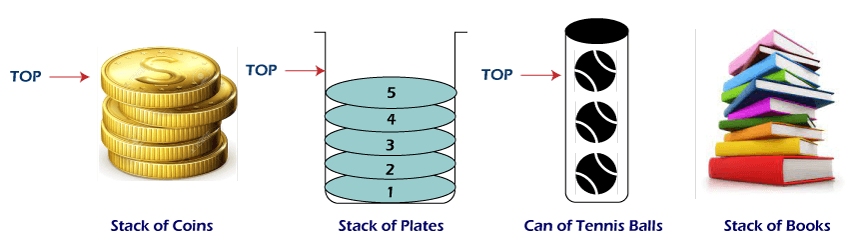 TOP
S
Stack of Coins
TOP
5
4
3
2
1
Stack of Plates
TOP
Can of Tennis Balls
Stack of Books